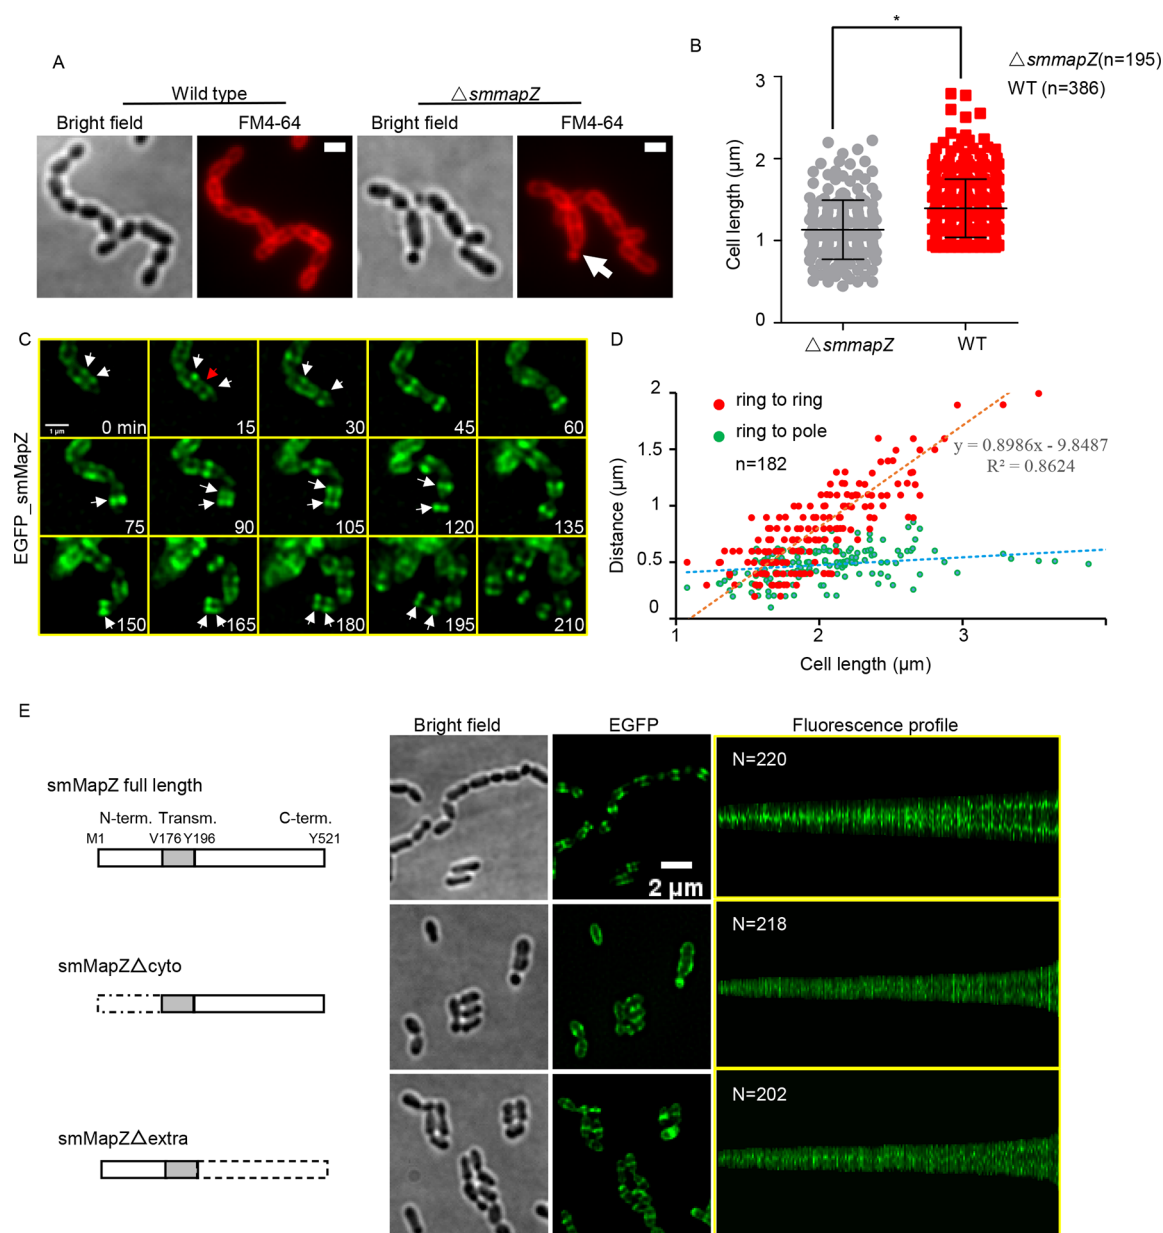 A
Wild type
△smmapZ
Bright field
FM4-64
Bright field
FM4-64
B
*
△smmapZ(n=195)
WT (n=386)
Cell length (µm)
3
2
1
0
△smmapZ
WT
C
EGFP_smMapZ
1 µm
0 min
15
30
45
60
75
90
105
120
135
150
165
180
195
210
D
ring to ring
ring to pole
n=182
y = 0.8986x - 9.8487
R² = 0.8624
Distance (µm)
2
1.5
1
0.5
0
1
2
3
Cell length (µm)
E
Bright field
EGFP
Fluorescence profile
smMapZ full length
N-term. Transm. C-term.
M1 V176 Y196 Y521
2 µm
N=220
smMapZ△cyto
N=218
smMapZ△extra
N=202